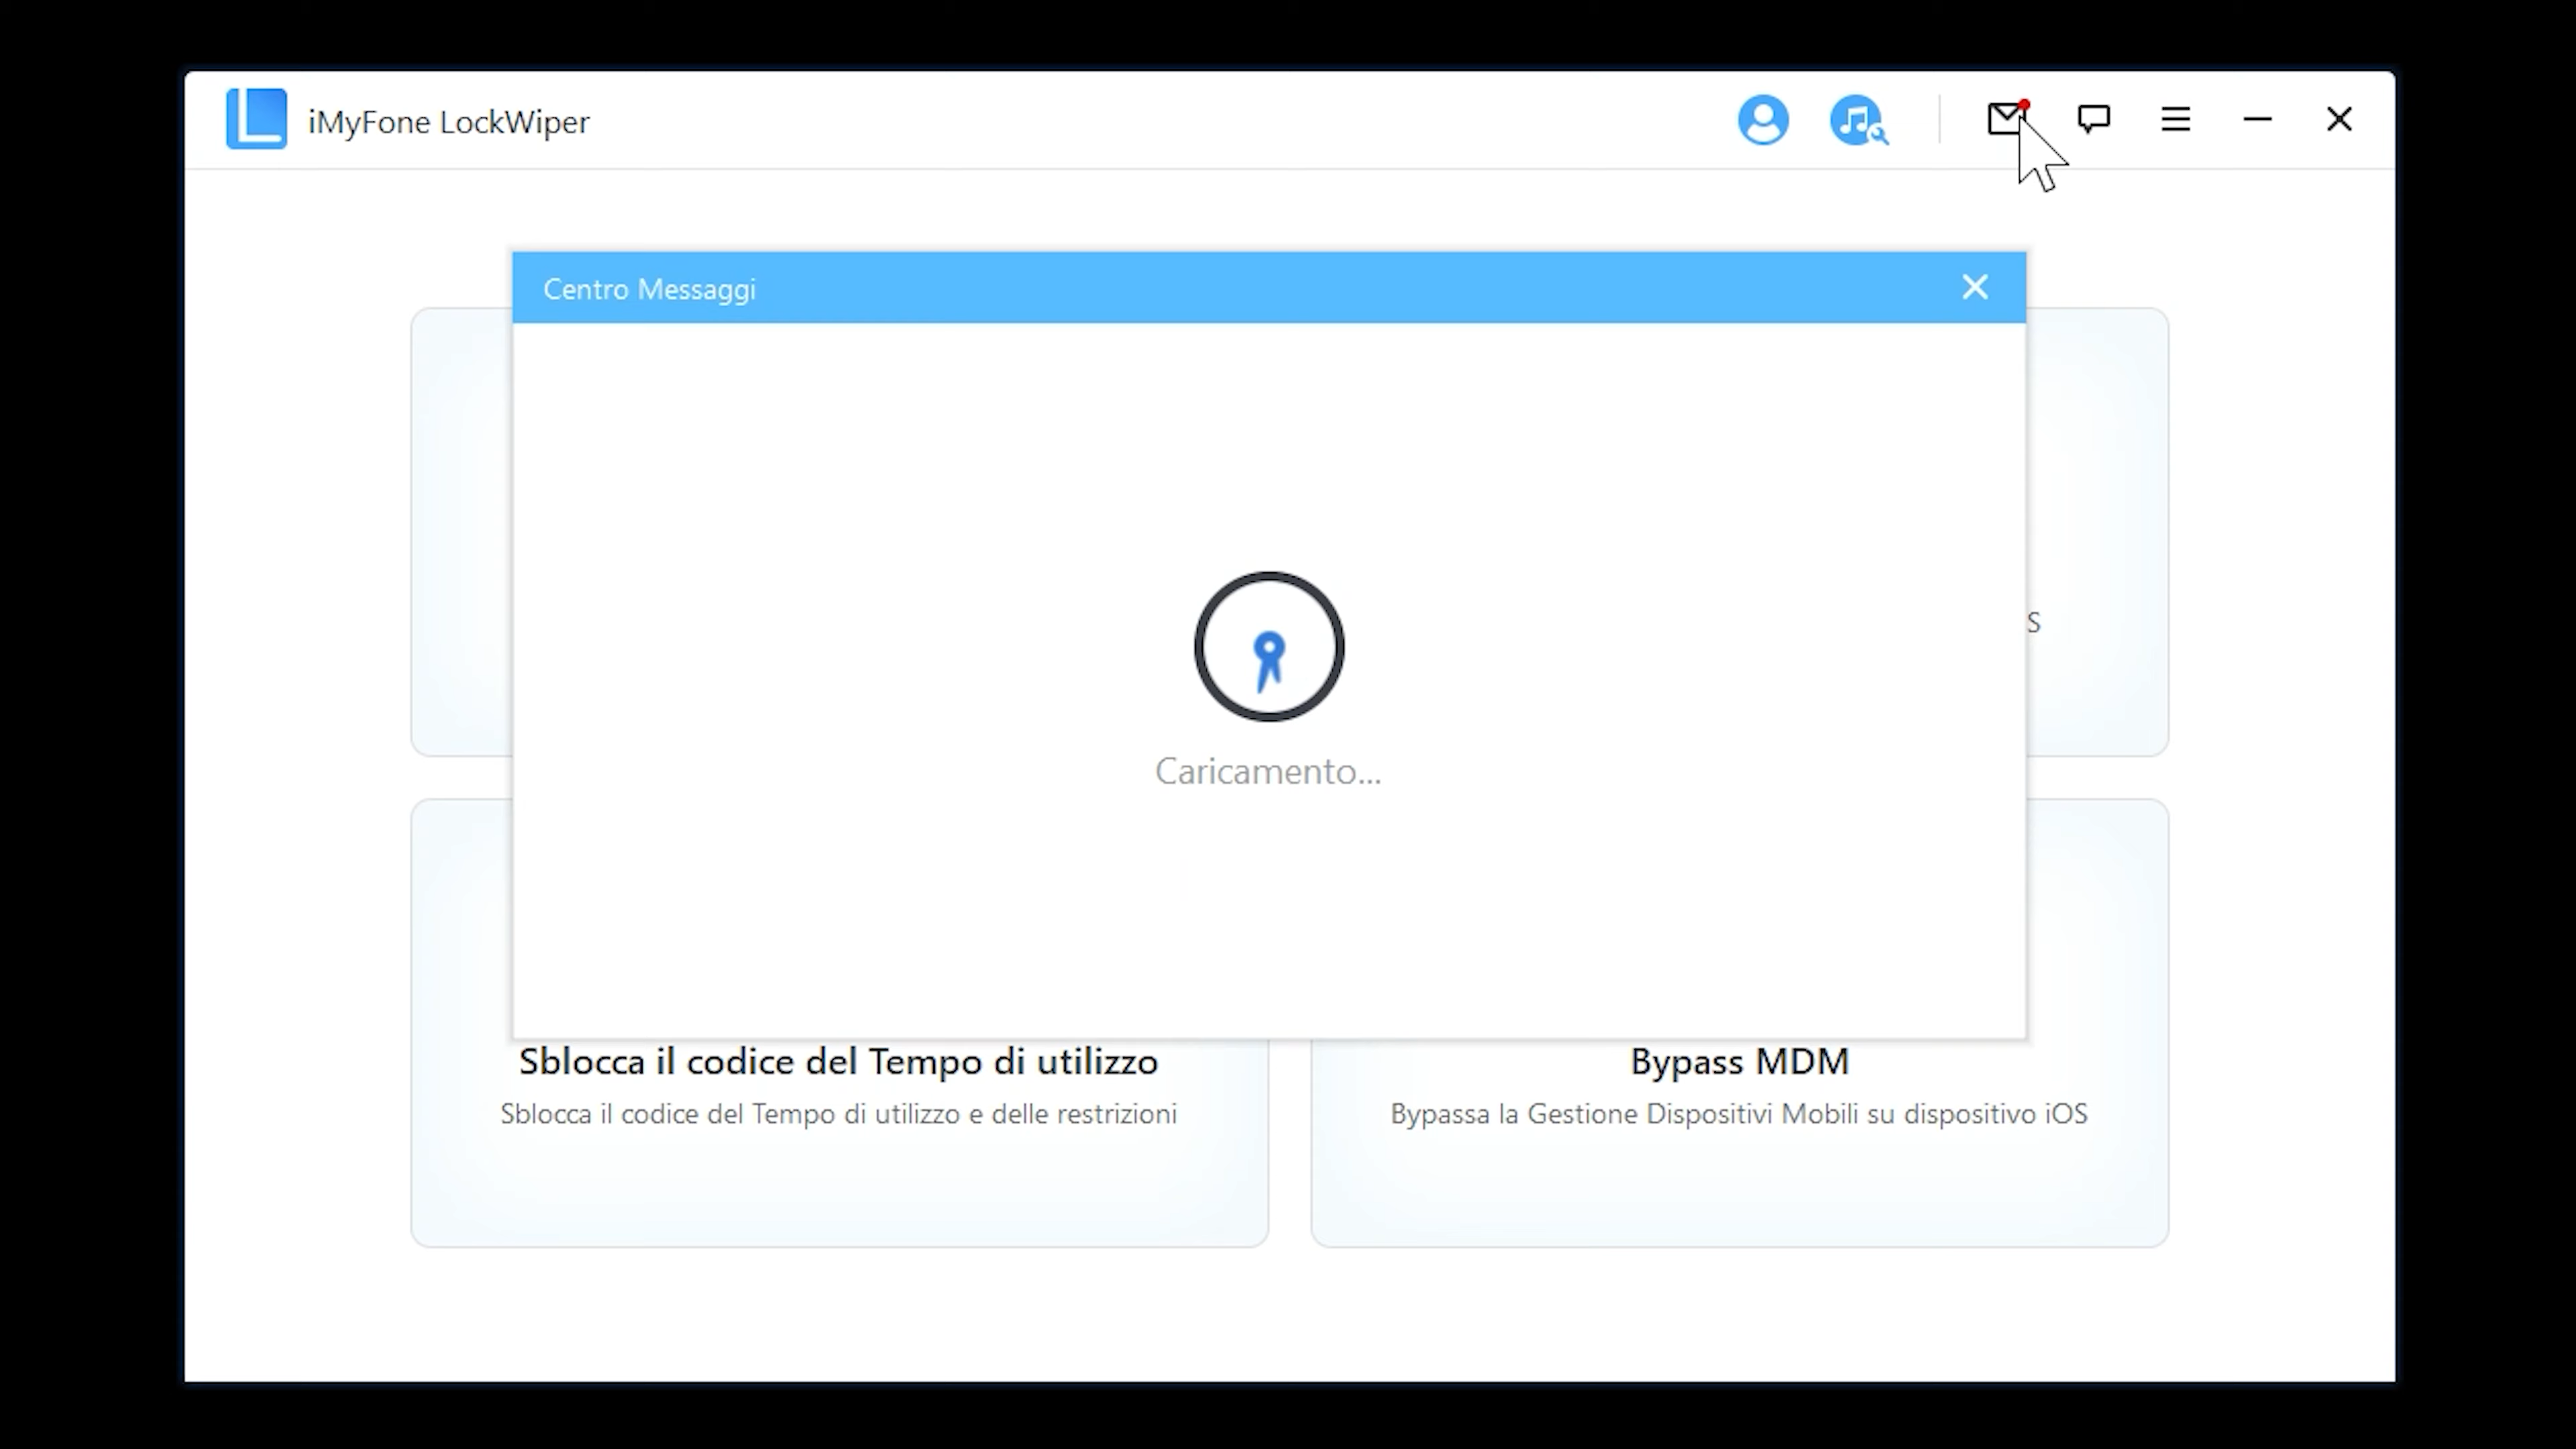 iMyFone LockWiper
Centro Messaggi
S
Caricamento...
Sblocca il codice del Tempo di utilizzo
Bypass MDM
Sblocca il codice del Tempo di utilizzo e delle restrizioni
Bypassa la Gestione Dispositivi Mobili su dispositivo iOS